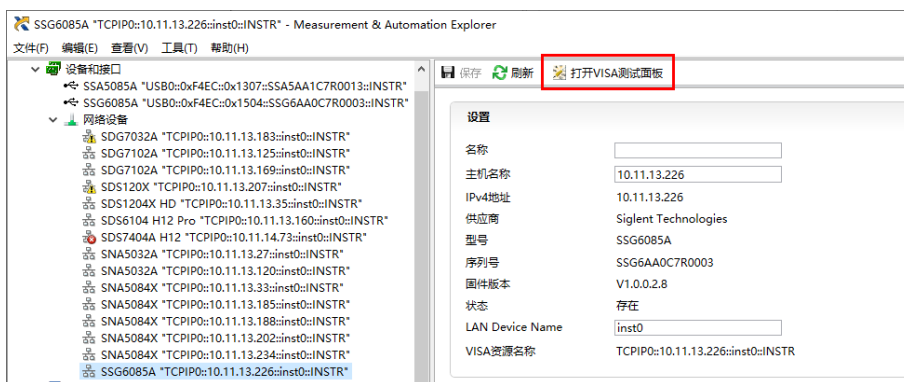 SSG6085A "TCPIP0::10.11.13.226::inst0::INSTR" - Measurement & Automation Explorer
文件(F) 编辑(E) 查看(V) 工具(T) 帮助(H)
设备和接口
SSA5085A "USB0::0xF4EC::0x1307::SSA5AA1C7R0013::INSTR"
SSG6085A "USB0::0xF4EC::0x1504::SSG6AA0C7R0003::INSTR"
网络设备
SDG7032A "TCPIP0::10.11.13.183::inst0::INSTR"
SDG7102A "TCPIP0::10.11.13.125::inst0::INSTR"
SDG7102A "TCPIP0::10.11.13.169::inst0::INSTR"
SDS120X "TCPIP0::10.11.13.207::inst0::INSTR"
SDS1204X HD "TCPIP0::10.11.13.35::inst0::INSTR"
SDS6104 H12 Pro "TCPIP0::10.11.13.160::inst0::INSTR"
SDS7404A H12 "TCPIP0::10.11.14.73::inst0::INSTR"
SNA5032A "TCPIP0::10.11.13.27::inst0::INSTR"
SNA5032A "TCPIP0::10.11.13.120::inst0::INSTR"
SNA5084X "TCPIP0::10.11.13.33::inst0::INSTR"
SNA5084X "TCPIP0::10.11.13.185::inst0::INSTR"
SNA5084X "TCPIP0::10.11.13.188::inst0::INSTR"
SNA5084X "TCPIP0::10.11.13.202::inst0::INSTR"
SNA5084X "TCPIP0::10.11.13.234::inst0::INSTR"
SSG6085A "TCPIP0::10.11.13.226::inst0::INSTR"
保存 刷新 打开VISA测试面板
设置
名称
主机名称 10.11.13.226
IPv4地址 10.11.13.226
供应商 Siglent Technologies
型号 SSG6085A
序列号 SSG6AA0C7R0003
固件版本 V1.0.0.2.8
状态 存在
LAN Device Name inst0
VISA资源名称 TCPIP0::10.11.13.226::inst0::INSTR